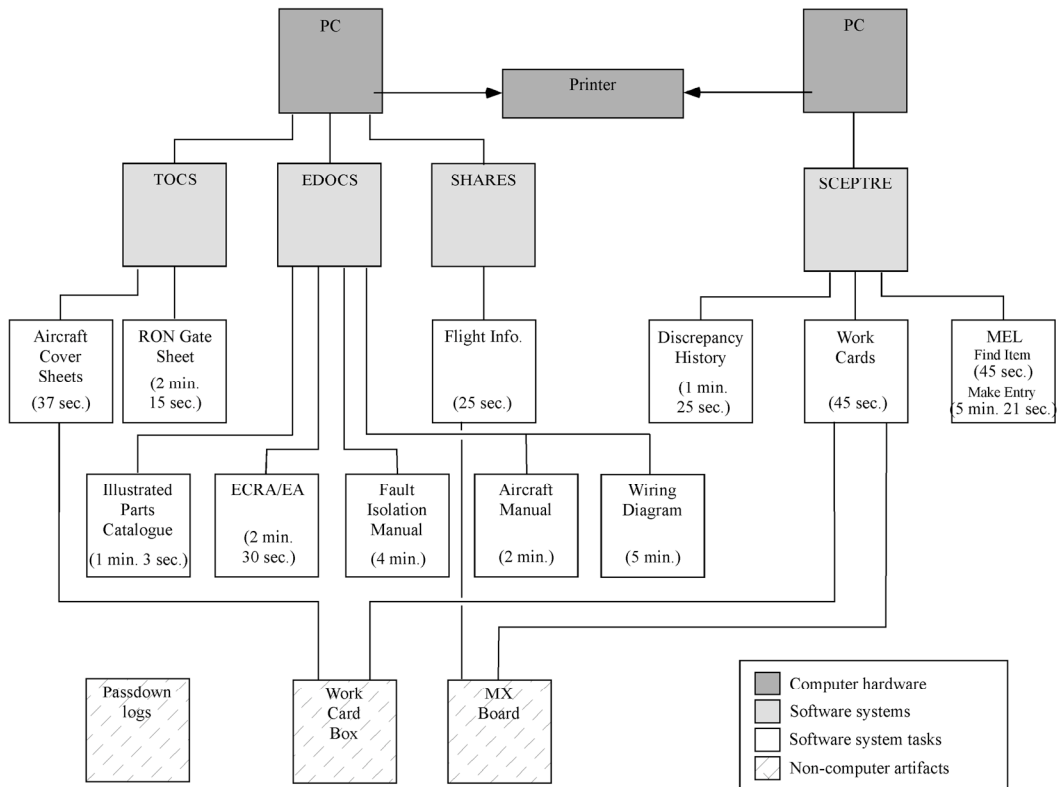 PC
PC
Printer
TOCS
EDOCS
SHARES
SCEPTRE
Aircraft
Cover
Sheets
(37 sec.)
RON Gate
Sheet
(2 min.
15 sec.)
Flight Info.
(25 sec.)
Discrepancy
History
(1 min.
25 sec.)
Work
Cards
(45 sec.)
MEL
Find Item
(45 sec.)
Make Entry
(5 min. 21 sec.)
Illustrated
Parts
Catalogue
(1 min. 3 sec.)
ECRA/EA
(2 min.
30 sec.)
Fault
Isolation
Manual
(4 min.)
Aircraft
Manual
(2 min.)
Wiring
Diagram
(5 min.)
Passdown
logs
Work
Card
Box
MX
Board
Computer hardware
Software systems
Software system tasks
Non-computer artifacts